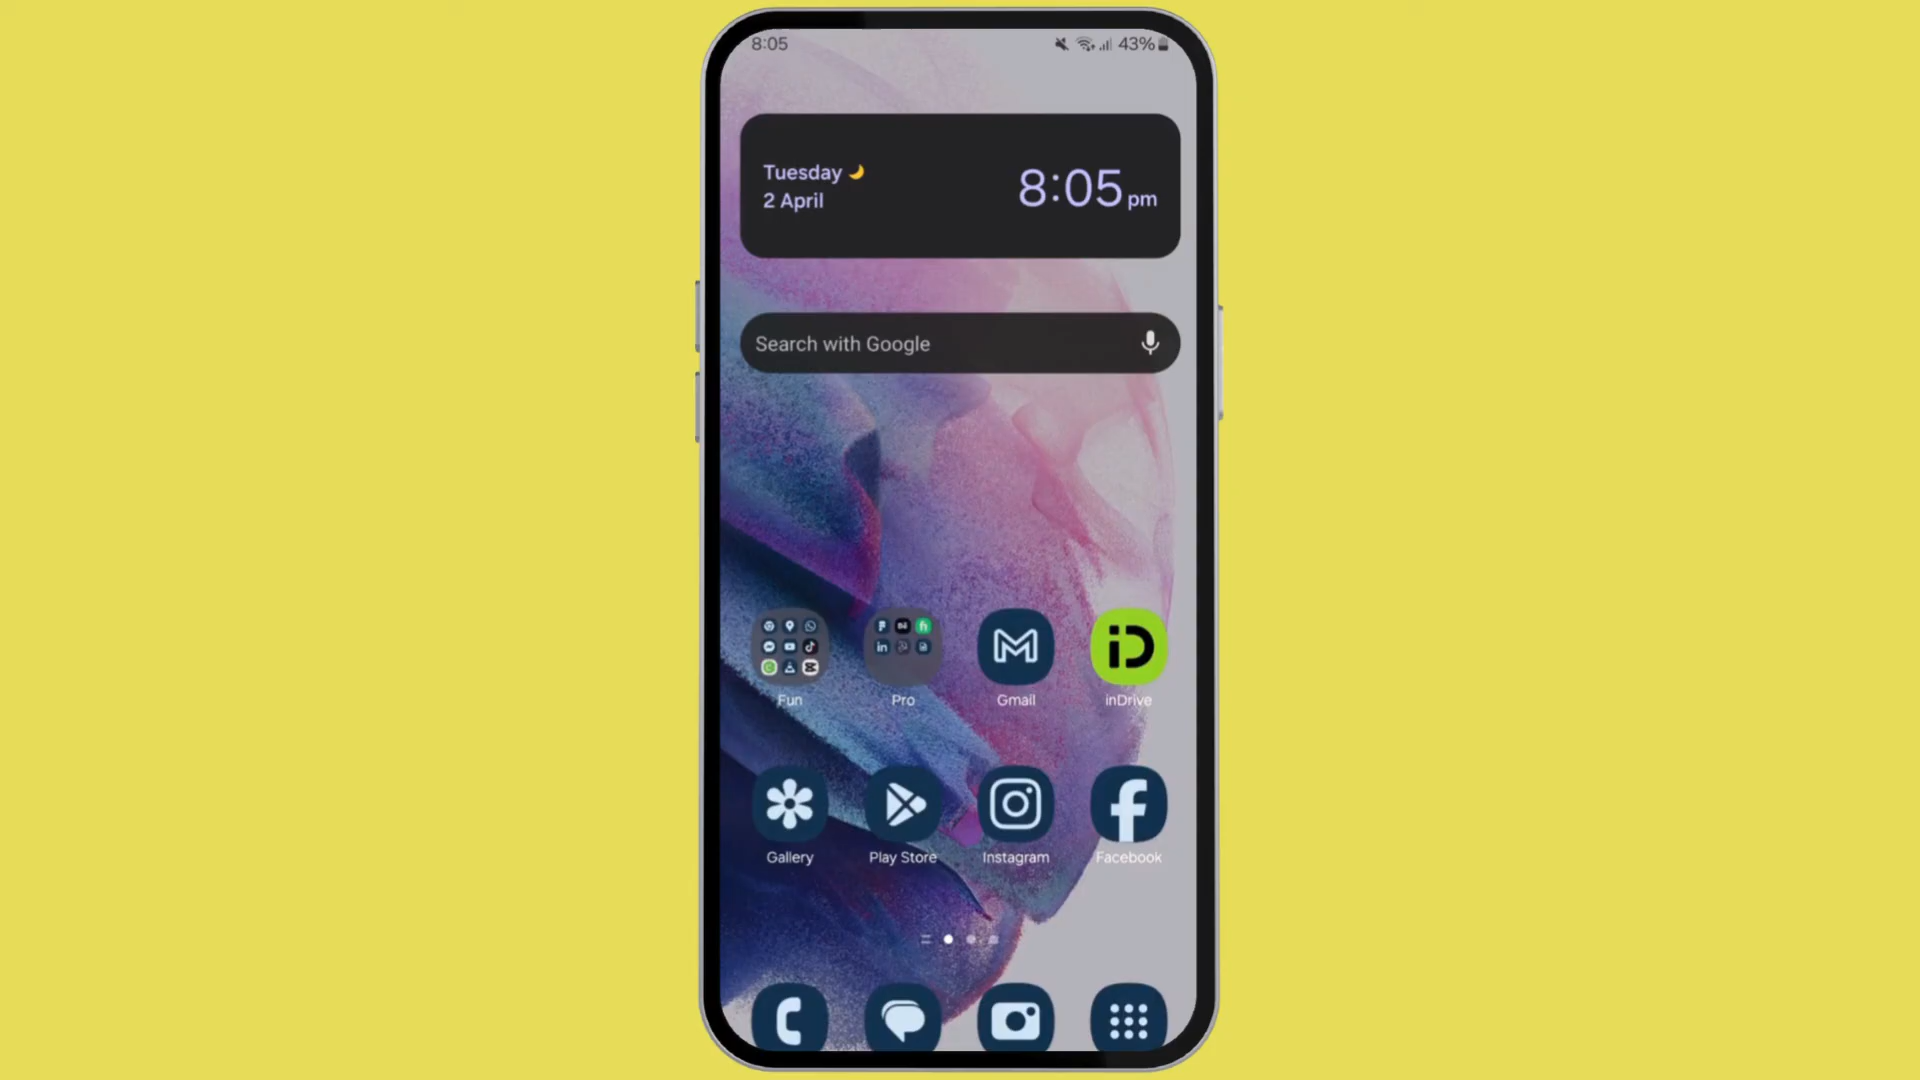 8:05
43%
Tuesday
2 April
8:05 pm
Search with Google
Fun
Pro
Gmail
iD
inDrive
Gallery
Play Store
Instagram
Facebook